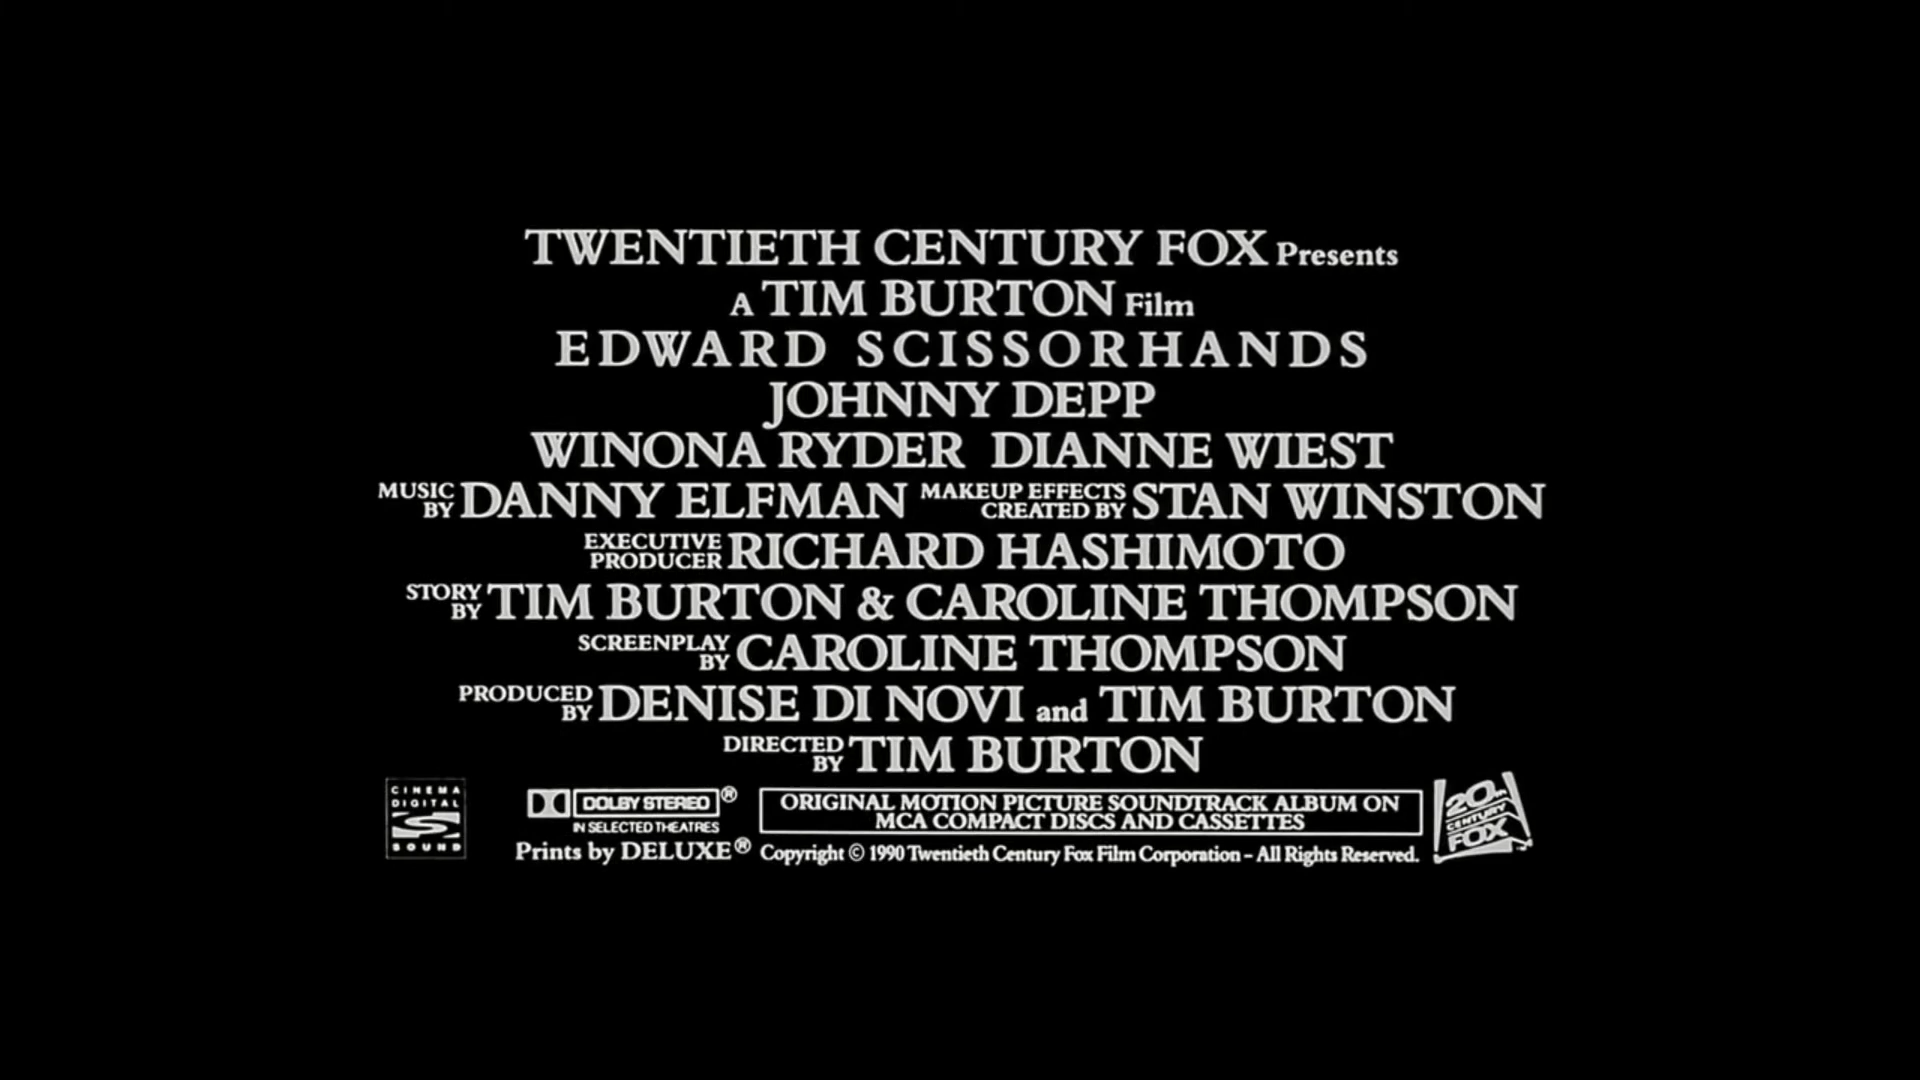 TWENTIETH CENTURY FOX Presents
A TIM BURTON Film
EDWARD SCISSORHANDS
JOHNNY DEPP
WINONA RYDER DIANNE WIEST
MUSIC BY DANNY ELFMAN MAKEUP EFFECTS CREATED BY STAN WINSTON
EXECUTIVE PRODUCER RICHARD HASHIMOTO
STORY BY TIM BURTON & CAROLINE THOMPSON
SCREENPLAY BY CAROLINE THOMPSON
PRODUCED BY DENISE DI NOVI and TIM BURTON
DIRECTED BY TIM BURTON
CINEMA
DIGITAL
S
SOUND
DOLBY STEREO ®
IN SELECTED THEATRES
Prints by DELUXE®
ORIGINAL MOTION PICTURE SOUNDTRACK ALBUM ON
MCA COMPACT DISCS AND CASSETTES
Copyright © 1990 Twentieth Century Fox Film Corporation – All Rights Reserved.
20th
CENTURY
FOX